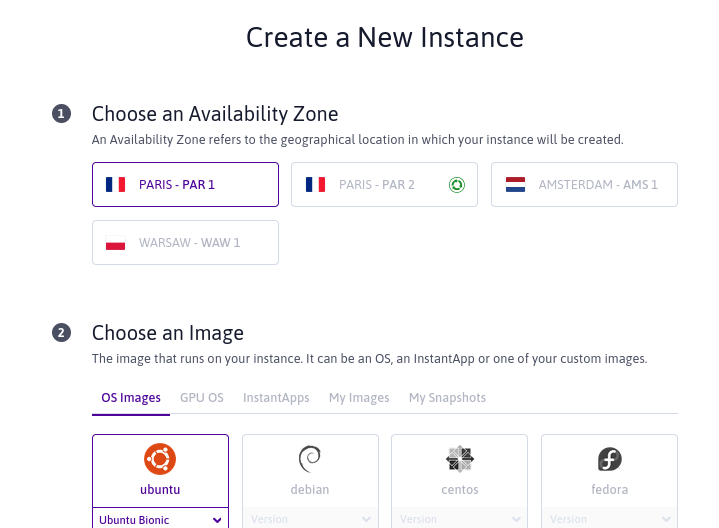 Create a New Instance
1 Choose an Availability Zone
An Availability Zone refers to the geographical location in which your instance will be created.
PARIS - PAR 1 PARIS - PAR 2 AMSTERDAM - AMS 1
WARSAW - WAW 1
2 Choose an Image
The image that runs on your instance. It can be an OS, an InstantApp or one of your custom images.
OS Images GPU OS InstantApps My Images My Snapshots
ubuntu debian centos fedora
Ubuntu Bionic Version Version Version